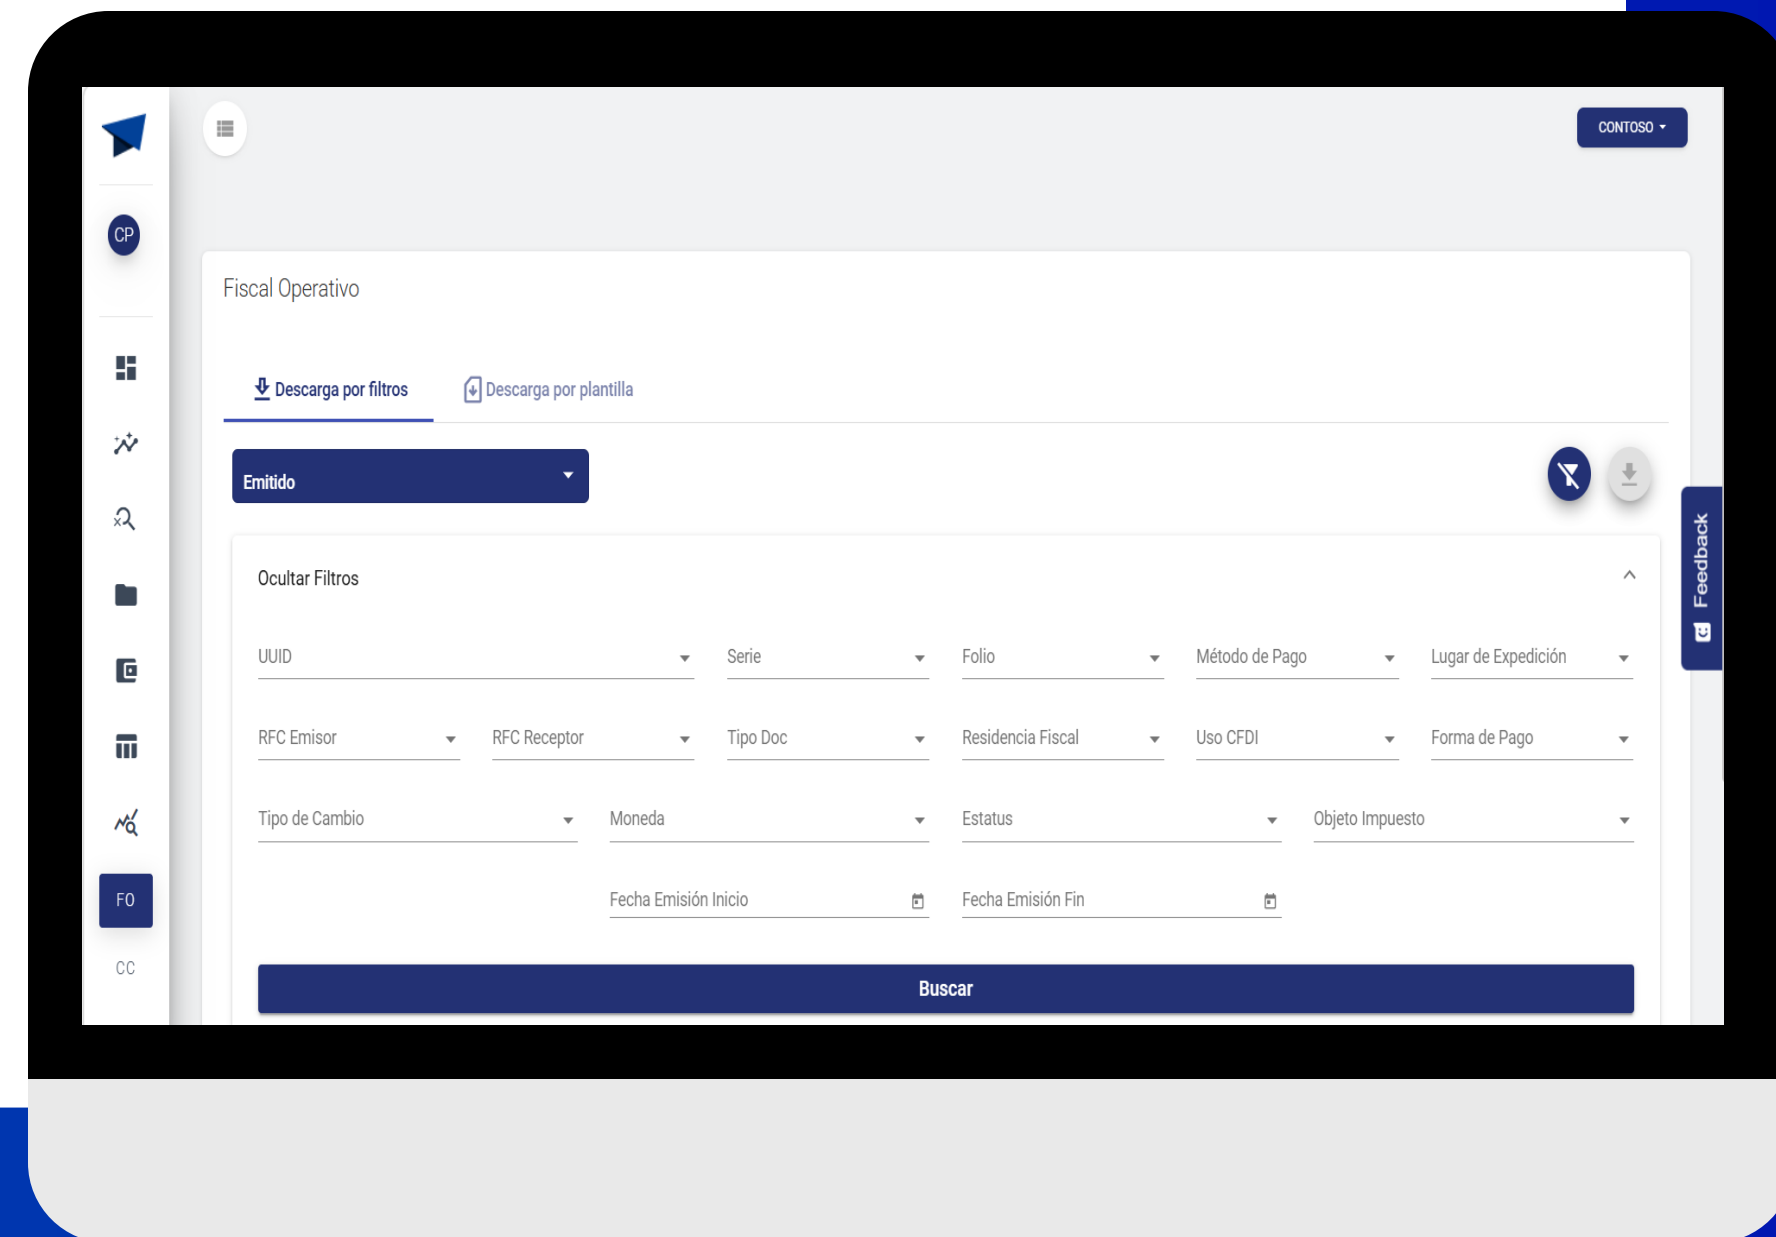 CONTOSO
CP
Fiscal Operativo
Descarga por filtros
Descarga por plantilla
Emitido
Feedback
Ocultar Filtros
UUID
Serie
Folio
Método de Pago
Lugar de Expedición
RFC Emisor
RFC Receptor
Tipo Doc
Residencia Fiscal
Uso CFDI
Forma de Pago
Tipo de Cambio
Moneda
Estatus
Objeto Impuesto
FO
Fecha Emisión Inicio
Fecha Emisión Fin
CC
Buscar